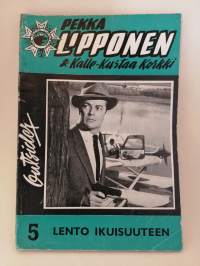 PEKKA
LIPPONEN
& Kalle-Kustaa Korkki
Outsider
5 LENTO IKUISUUTEEN